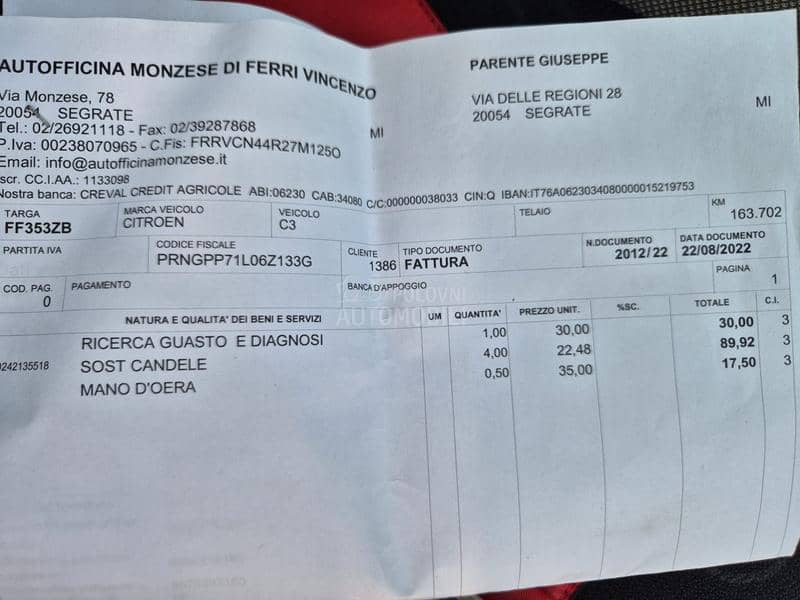 AUTOFFICINA MONZESE DI FERRI VINCENZO
Via Monzese, 78
20054 SEGRATE
MI
Tel.: 02/26921118 - Fax: 02/39287868
P.Iva: 00238070965 - C.Fis: FRRVCN44R27M125O
Email: info@autofficinamonzese.it
Iscr. CC.I.AA.: 1133098
Nostra banca: CREVAL CREDIT AGRICOLE ABI:06230 CAB:34080 C/C:000000038033 CIN:Q IBAN:IT76A0623034080000015219753
PARENTE GIUSEPPE
VIA DELLE REGIONI 28
20054 SEGRATE
MI
TARGA
FF353ZB
MARCA VEICOLO
CITROEN
VEICOLO
C3
TELAIO
KM
163.702
PARTITA IVA
CODICE FISCALE
PRNGPP71L06Z133G
CLIENTE
1386
TIPO DOCUMENTO
FATTURA
N.DOCUMENTO
2012/22
DATA DOCUMENTO
22/08/2022
COD. PAG.
0
PAGAMENTO
BANCA D'APPOGGIO
PAGINA
1
POLOVNI
AUTOMOBILI
NATURA E QUALITA' DEI BENE E SERVIZI UM QUANTITA' PREZZO UNIT. %SC. TOTALE C.I.
RICERCA GUASTO E DIAGNOSI 1,00 30,00 30,00 3
0242135518 SOST CANDELE 4,00 22,48 89,92 3
MANO D'OERA 0,50 35,00 17,50 3